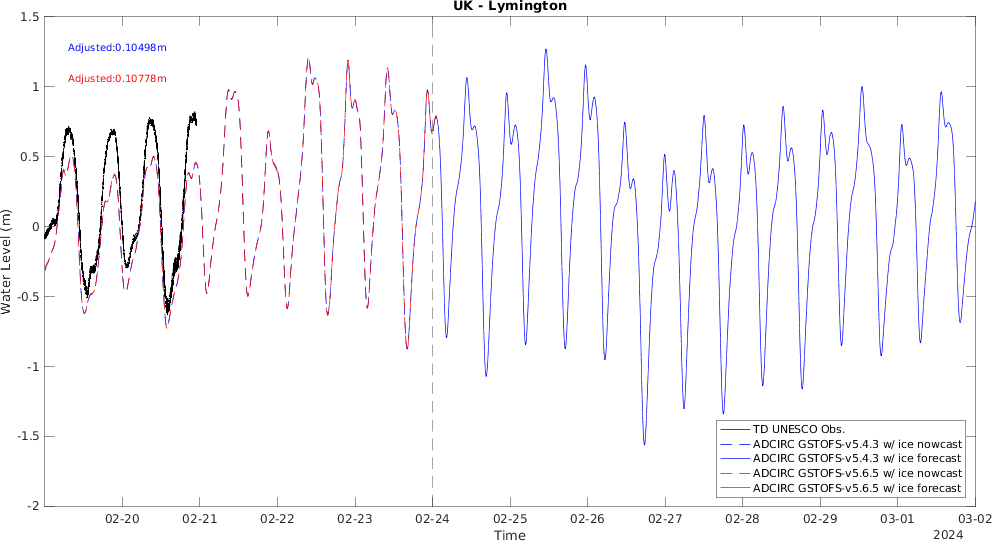 UK - Lymington
Adjusted:0.10498m
Adjusted:0.10778m
1.5
1
0.5
0
-0.5
-1
-1.5
-2
Water Level (m)
02-20
02-21
02-22
02-23
02-24
02-25
02-26
02-27
02-28
02-29
03-01
03-02
2024
Time
TD UNESCO Obs.
ADCIRC GSTOFS-v5.4.3 w/ ice nowcast
ADCIRC GSTOFS-v5.4.3 w/ ice forecast
ADCIRC GSTOFS-v5.6.5 w/ ice nowcast
ADCIRC GSTOFS-v5.6.5 w/ ice forecast